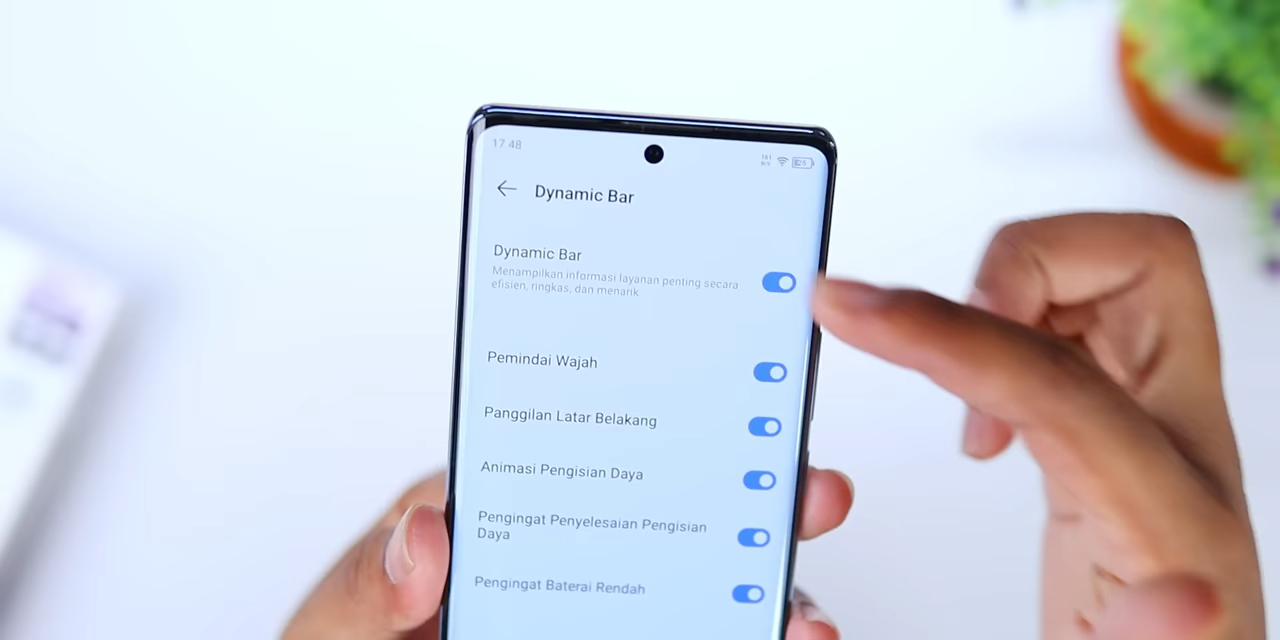 17.48
Dynamic Bar
Dynamic Bar
Menampilkan informasi layanan penting secara
efisien, ringkas, dan menarik
Pemindai Wajah
Panggilan Latar Belakang
Animasi Pengisian Daya
Pengingat Penyelesaian Pengisian
Daya
Pengingat Baterai Rendah